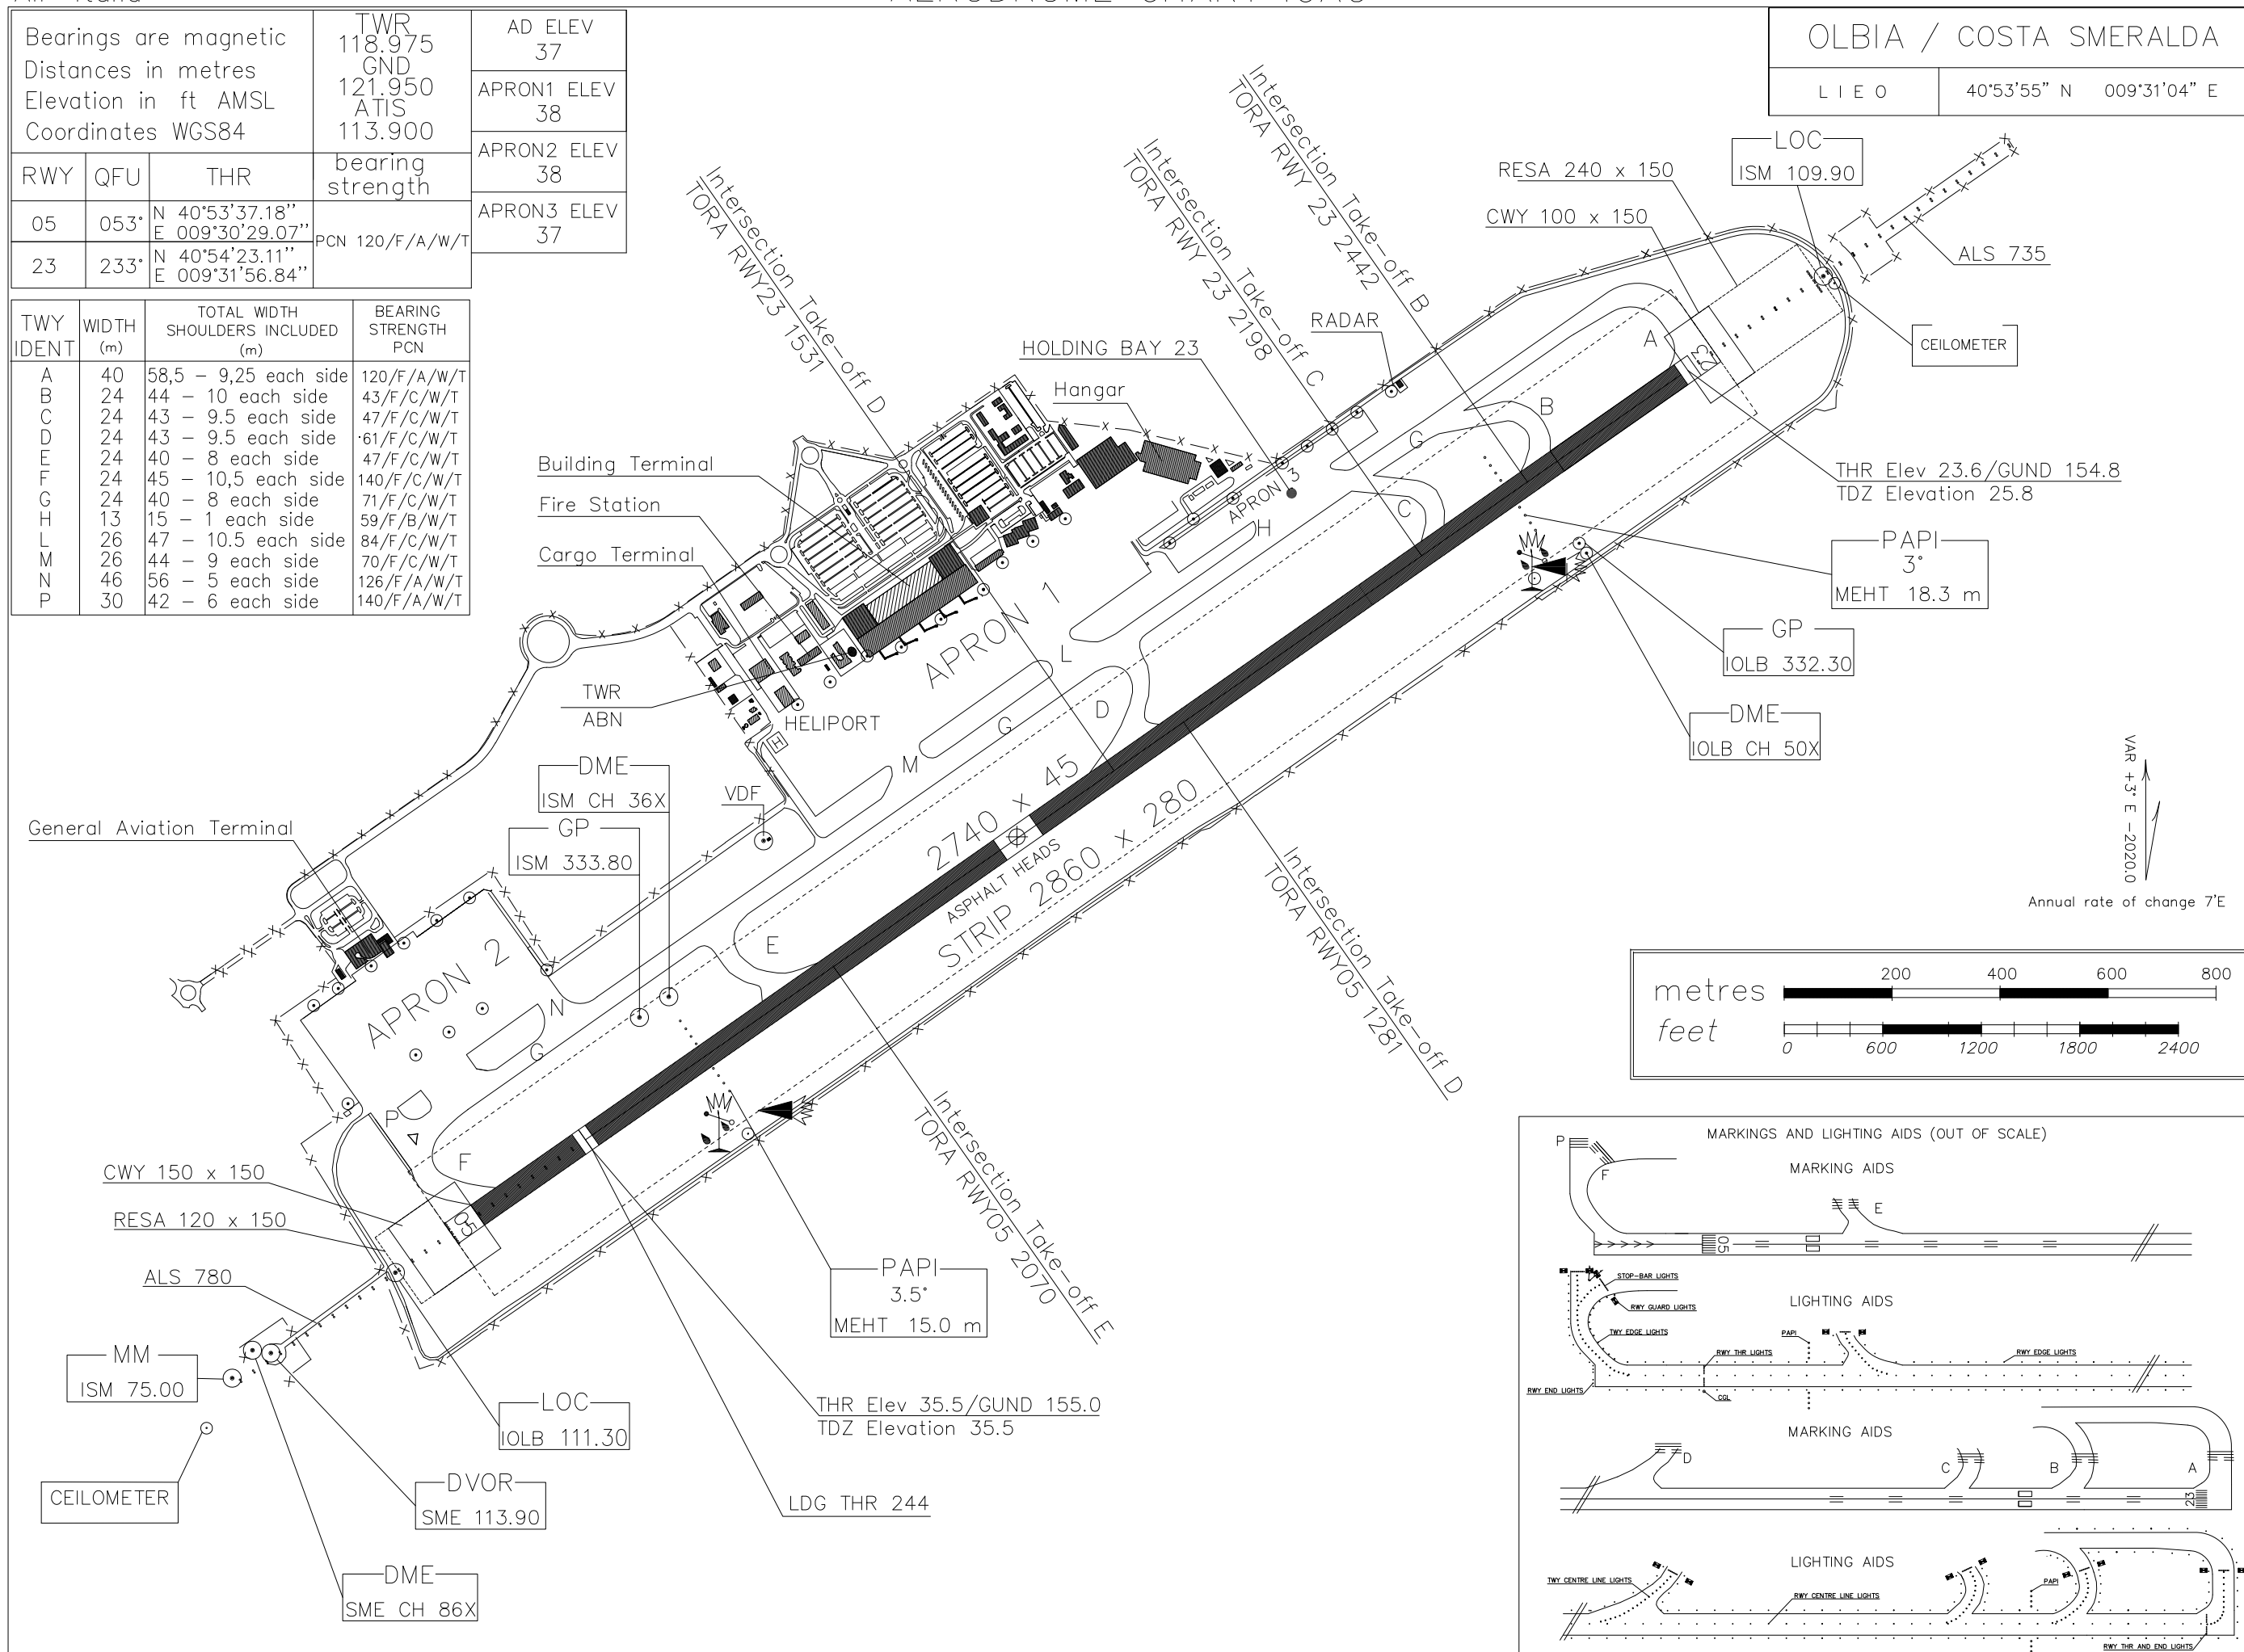 Bearings are magnetic
Distances in metres
Elevation in ft AMSL
Coordinates WGS84
TWR
118.975
GND
121.950
ATIS
113.900
AD ELEV
37
APRON1 ELEV
38
APRON2 ELEV
38
APRON3 ELEV
37
RWY QFU THR bearing strength
05 053° N 40°53'37.18'' E 009°30'29.07'' PCN 120/F/A/W/T
23 233° N 40°54'23.11'' E 009°31'56.84''
OLBIA / COSTA SMERALDA
LIEO 40°53'55" N 009°31'04" E
TWY IDENT WIDTH (m) TOTAL WIDTH SHOULDERS INCLUDED (m) BEARING STRENGTH PCN
A 40 58,5 – 9,25 each side 120/F/A/W/T
B 24 44 – 10 each side 43/F/C/W/T
C 24 43 – 9.5 each side 47/F/C/W/T
D 24 43 – 9.5 each side 61/F/C/W/T
E 24 40 – 8 each side 47/F/C/W/T
F 24 45 – 10,5 each side 140/F/C/W/T
G 24 40 – 8 each side 71/F/C/W/T
H 13 15 – 1 each side 59/F/B/W/T
L 26 47 – 10.5 each side 84/F/C/W/T
M 26 44 – 9 each side 70/F/C/W/T
N 46 56 – 5 each side 126/F/A/W/T
P 30 42 – 6 each side 140/F/A/W/T
Intersection Take-off D
TORA RWY23 1531
Intersection Take-off C
TORA RWY 23 2198
Intersection Take-off B
TORA RWY 23 2442
RESA 240 x 150
CWY 100 x 150
LOC
ISM 109.90
ALS 735
CEILOMETER
RADAR
HOLDING BAY 23
Hangar
Building Terminal
Fire Station
Cargo Terminal
TWR
ABN
HELIPORT
H
APRON 1
APRON 3
H
A
B
G
C
L
D
G
M
23
THR Elev 23.6/GUND 154.8
TDZ Elevation 25.8
PAPI
3°
MEHT 18.3 m
GP
IOLB 332.30
DME
IOLB CH 50X
DME
ISM CH 36X
GP
ISM 333.80
VDF
General Aviation Terminal
2740 x 45
ASPHALT HEADS
STRIP 2860 x 280
E
APRON 2
N
G
P
F
05
Intersection Take-off D
TORA RWY05 1281
Intersection Take-off E
TORA RWY05 2070
VAR +3° E -2020.0
Annual rate of change 7'E
metres 200 400 600 800
feet 0 600 1200 1800 2400
CWY 150 x 150
RESA 120 x 150
ALS 780
MM
ISM 75.00
CEILOMETER
LOC
IOLB 111.30
DVOR
SME 113.90
DME
SME CH 86X
PAPI
3.5°
MEHT 15.0 m
THR Elev 35.5/GUND 155.0
TDZ Elevation 35.5
LDG THR 244
MARKINGS AND LIGHTING AIDS (OUT OF SCALE)
MARKING AIDS
P
F
E
05
LIGHTING AIDS
STOP-BAR LIGHTS
RWY GUARD LIGHTS
TWY EDGE LIGHTS
RWY THR LIGHTS
PAPI
RWY EDGE LIGHTS
RWY END LIGHTS
CGL
MARKING AIDS
D
C
B
A
23
LIGHTING AIDS
TWY CENTRE LINE LIGHTS
RWY CENTRE LINE LIGHTS
PAPI
RWY THR AND END LIGHTS